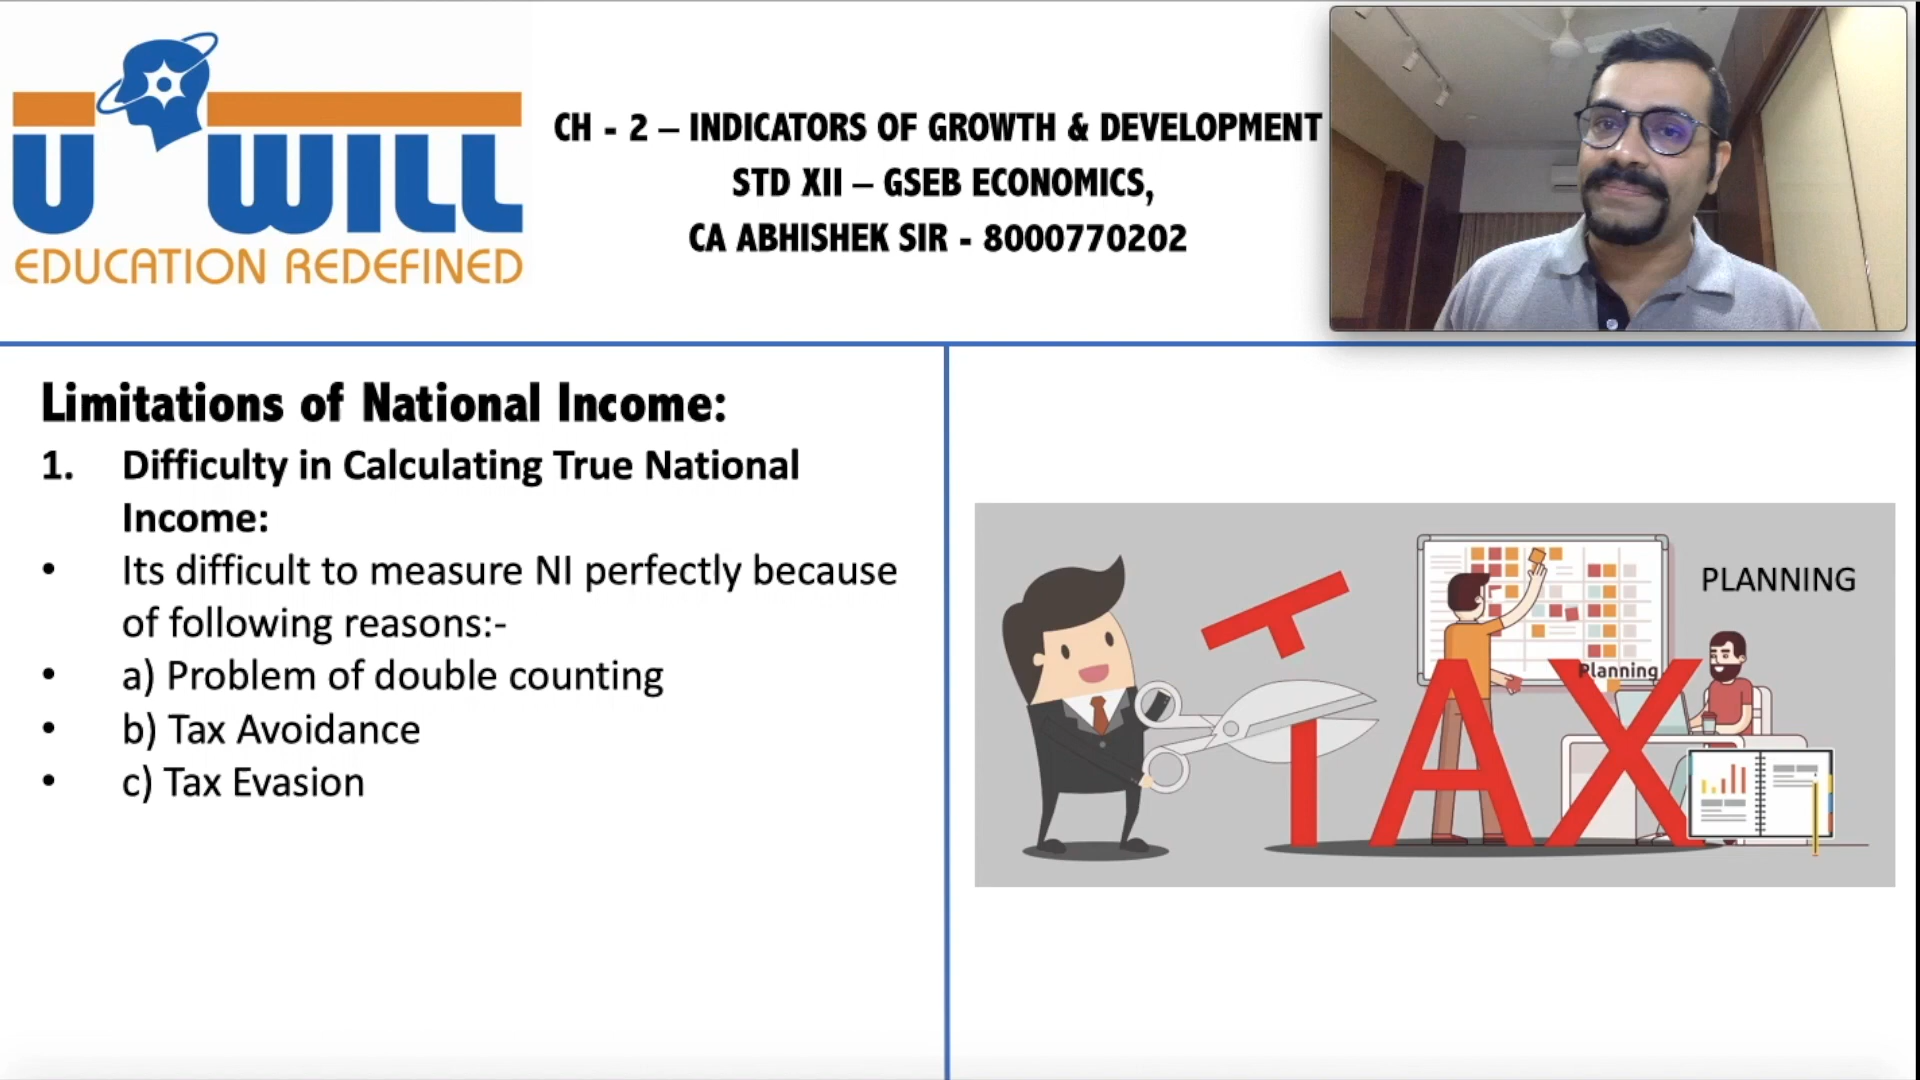 U WILL
EDUCATION REDEFINED
CH - 2 – INDICATORS OF GROWTH & DEVELOPMENT
STD XII – GSEB ECONOMICS,
CA ABHISHEK SIR - 8000770202
Limitations of National Income:
1. Difficulty in Calculating True National
Income:
• Its difficult to measure NI perfectly because
of following reasons:-
• a) Problem of double counting
• b) Tax Avoidance
• c) Tax Evasion
PLANNING
Planning
TAX